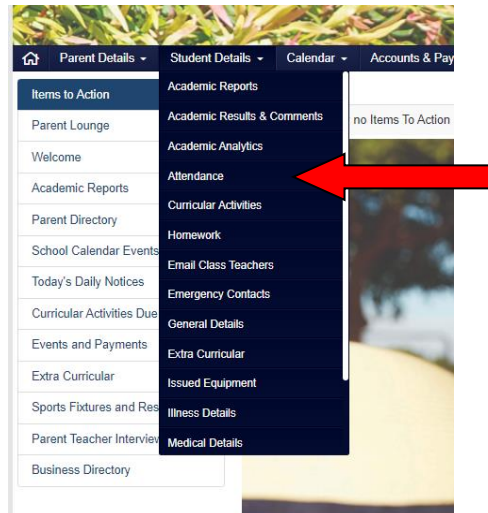 Parent Details Student Details Calendar Accounts & Pay
Items to Action
Parent Lounge
Welcome
Academic Reports
Parent Directory
School Calendar Events
Today's Daily Notices
Curricular Activities Due
Events and Payments
Extra Curricular
Sports Fixtures and Res
Parent Teacher Interview
Business Directory
Academic Reports
Academic Results & Comments
Academic Analytics
Attendance
Curricular Activities
Homework
Email Class Teachers
Emergency Contacts
General Details
Extra Curricular
Issued Equipment
Illness Details
Medical Details
no Items To Action